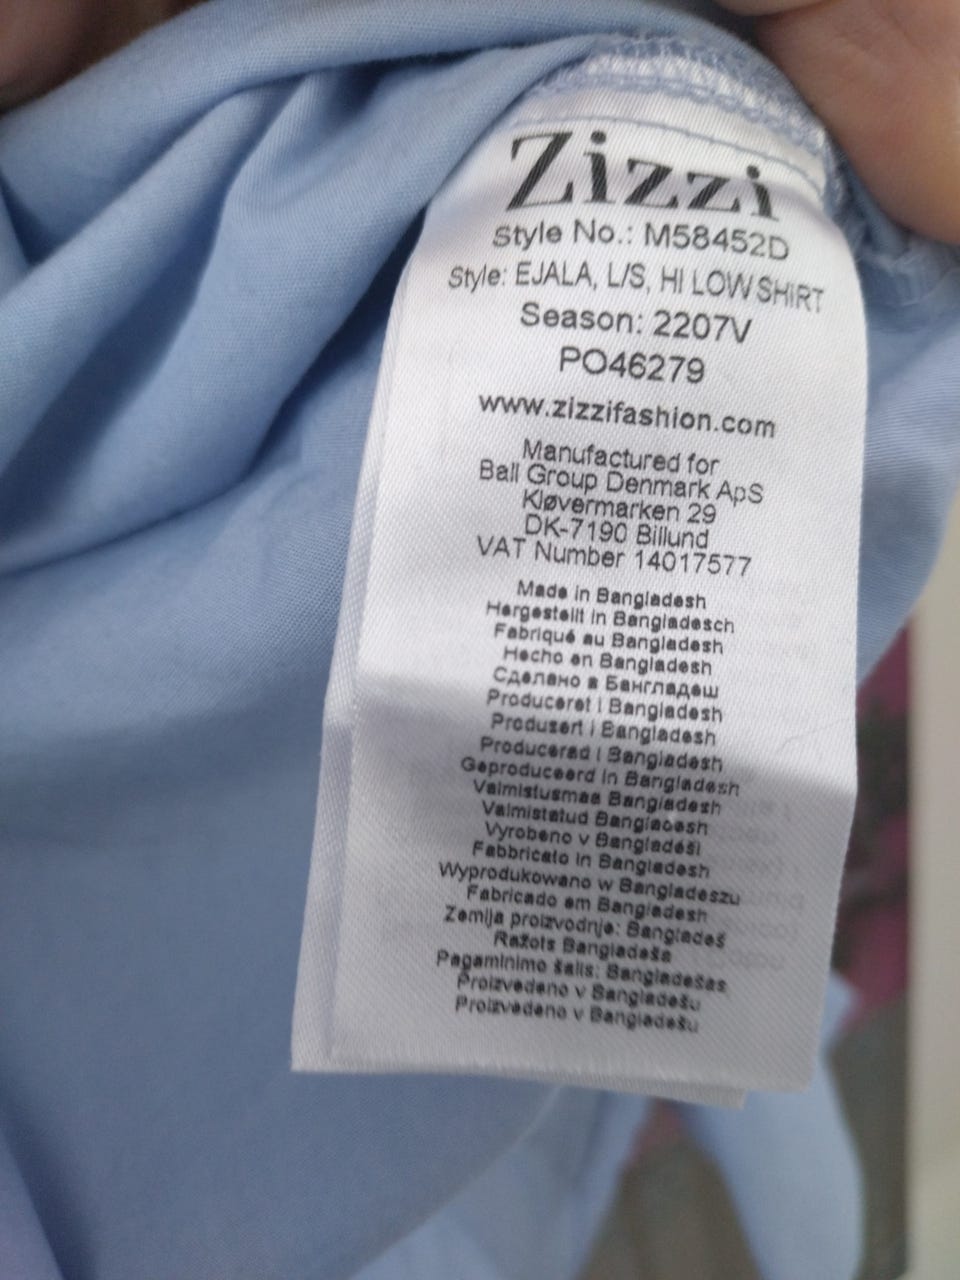 Zizzi
Style No.: M58452D
Style: EJALA, L/S, HI LOW SHIRT
Season: 2207V
PO46279
www.zizzifashion.com
Manufactured for
Ball Group Denmark ApS
Kløvermarken 29
DK-7190 Billund
VAT Number 14017577
Made in Bangladesh
Hergestellt in Bangladesch
Fabriqué au Bangladesh
Hecho en Bangladesh
Сделано в Бангладеш
Produceret i Bangladesh
Produsert i Bangladesh
Producerad i Bangladesh
Geproduceerd in Bangladesh
Valmistusmaa Bangladesh
Valmistatud Bangladesh
Vyrobeno v Bangladéši
Fabbricato in Bangladesh
Wyprodukowano w Bangladeszu
Fabricado em Bangladesh
Zemlja proizvodnje: Bangladeš
Ražots Bangladešā
Pagaminimo šalis: Bangladešas
Proizvedeno v Bangladešu
Proizvedeno v Bangladešu